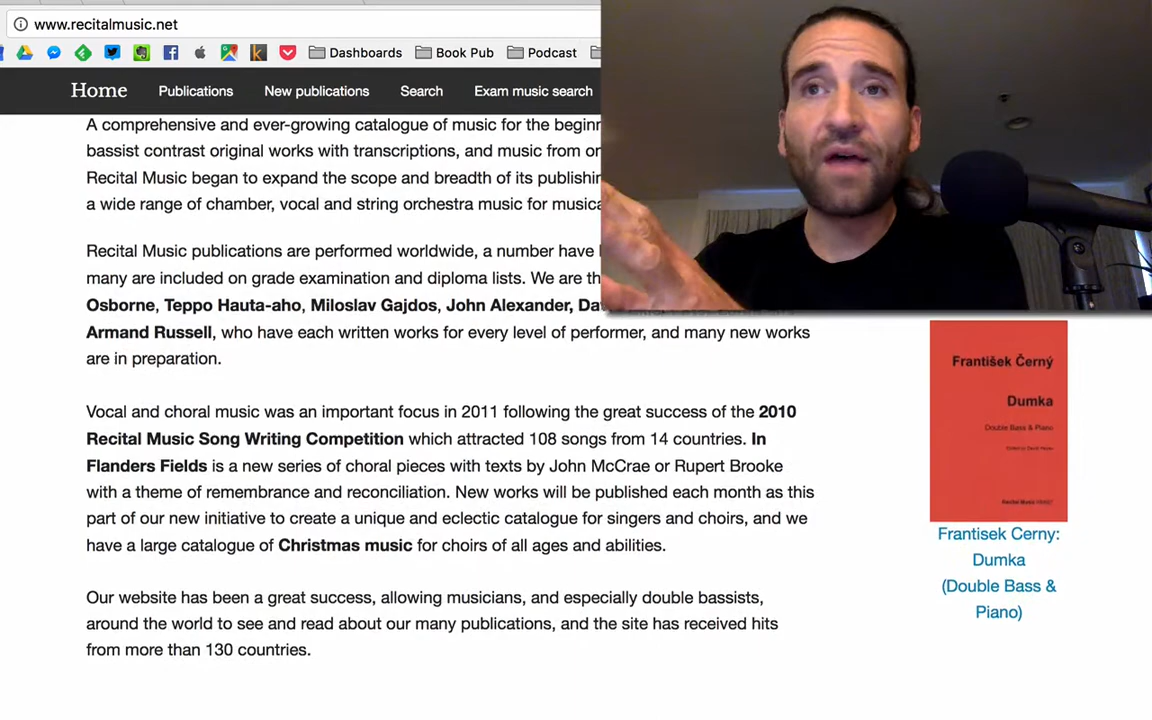 www.recitalmusic.net
Dashboards Book Pub Podcast
Home Publications New publications Search Exam music search
A comprehensive and ever-growing catalogue of music for the
bassist contrast original works with transcriptions, and music from
Recital Music began to expand the scope and breadth of its
a wide range of chamber, vocal and string orchestra music for
Recital Music publications are performed worldwide, a number have
many are included on grade examination and diploma lists. We are
Osborne, Teppo Hauta-aho, Miloslav Gajdos, John Alexander,
Armand Russell, who have each written works for every level of performer, and many new works
are in preparation.
Vocal and choral music was an important focus in 2011 following the great success of the 2010
Recital Music Song Writing Competition which attracted 108 songs from 14 countries. In
Flanders Fields is a new series of choral pieces with texts by John McCrae or Rupert Brooke
with a theme of remembrance and reconciliation. New works will be published each month as this
part of our new initiative to create a unique and eclectic catalogue for singers and choirs, and we
have a large catalogue of Christmas music for choirs of all ages and abilities.
Our website has been a great success, allowing musicians, and especially double bassists,
around the world to see and read about our many publications, and the site has received hits
from more than 130 countries.
František Černý
Dumka
Double Bass & Piano
Frantisek Cerny:
Dumka
(Double Bass &
Piano)